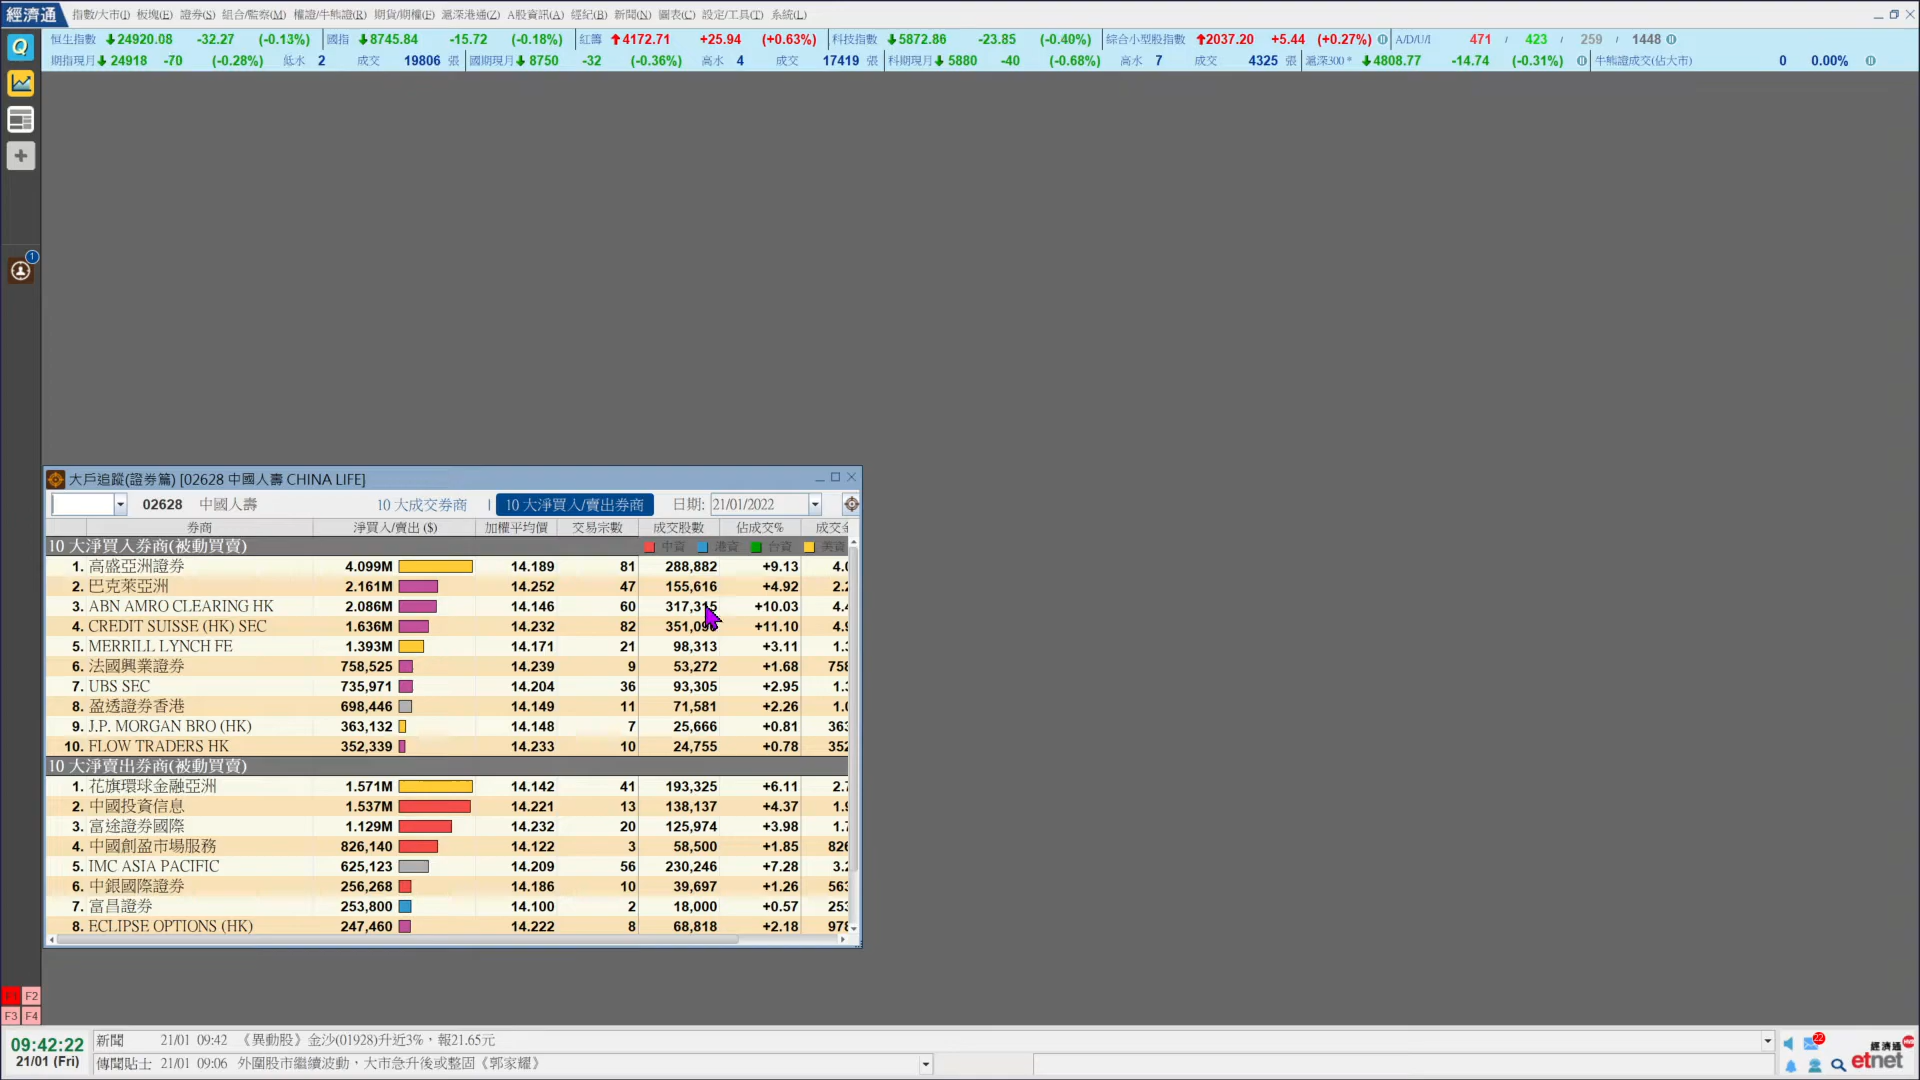 經濟通 指數/大市(I) 板塊(E) 證券(S) 組合/監察(M) 權證/牛熊證(R) 期貨/期權(F) 滬深港通(Z) A股資訊(A) 經紀(B) 新聞(N) 圖表(C) 設定/工具(T) 系統(L)
恒生指數 24920.08 -32.27 (-0.13%) 國指 8745.84 -15.72 (-0.18%) 紅籌 4172.71 +25.94 (+0.63%) 科技指數 5872.86 -23.85 (-0.40%) 綜合小型股指數 2037.20 +5.44 (+0.27%) A/D/U/I 471 / 423 / 259 / 1448
期指現月 24918 -70 (-0.28%) 低水 2 成交 19806 張 國期現月 8750 -32 (-0.36%) 高水 4 成交 17419 張 科期現月 5880 -40 (-0.68%) 高水 7 成交 4325 張 滬深300 * 4808.77 -14.74 (-0.31%) 牛熊證成交(佔大市) 0 0.00%
1
大戶追蹤(證券篇) [02628 中國人壽 CHINA LIFE]
02628 中國人壽 10 大成交券商 | 10 大淨買入/賣出券商 日期: 21/01/2022
券商 淨買入/賣出 ($) 加權平均價 交易宗數 成交股數 佔成交%
10 大淨買入券商(被動買賣) 中資 港資 台資 美資
1. 高盛亞洲證券 4.099M 14.189 81 288,882 +9.13
2. 巴克萊亞洲 2.161M 14.252 47 155,616 +4.92
3. ABN AMRO CLEARING HK 2.086M 14.146 60 317,315 +10.03
4. CREDIT SUISSE (HK) SEC 1.636M 14.232 82 +11.10
5. MERRILL LYNCH FE 1.393M 14.171 21 98,313 +3.11
6. 法國興業證券 758,525 14.239 9 53,272 +1.68
7. UBS SEC 735,971 14.204 36 93,305 +2.95
8. 盈透證券香港 698,446 14.149 11 71,581 +2.26
9. J.P. MORGAN BRO (HK) 363,132 14.148 7 25,666 +0.81
10. FLOW TRADERS HK 352,339 14.233 10 24,755 +0.78
10 大淨賣出券商(被動買賣)
1. 花旗環球金融亞洲 1.571M 14.142 41 193,325 +6.11
2. 中國投資信息 1.537M 14.221 13 138,137 +4.37
3. 富途證券國際 1.129M 14.232 20 125,974 +3.98
4. 中國創盈市場服務 826,140 14.122 3 58,500 +1.85
5. IMC ASIA PACIFIC 625,123 14.209 56 230,246 +7.28
6. 中銀國際證券 256,268 14.186 10 39,697 +1.26
7. 富昌證券 253,800 14.100 2 18,000 +0.57
8. ECLIPSE OPTIONS (HK) 247,460 14.222 8 68,818 +2.18
F1 F2
F3 F4
09:42:22 新聞 21/01 09:42 《異動股》金沙(01928)升近3%，報21.65元 22
21/01 (Fri) 傳聞貼士 21/01 09:06 外圍股市繼續波動，大市急升後或整固《郭家耀》
經濟通
etnet